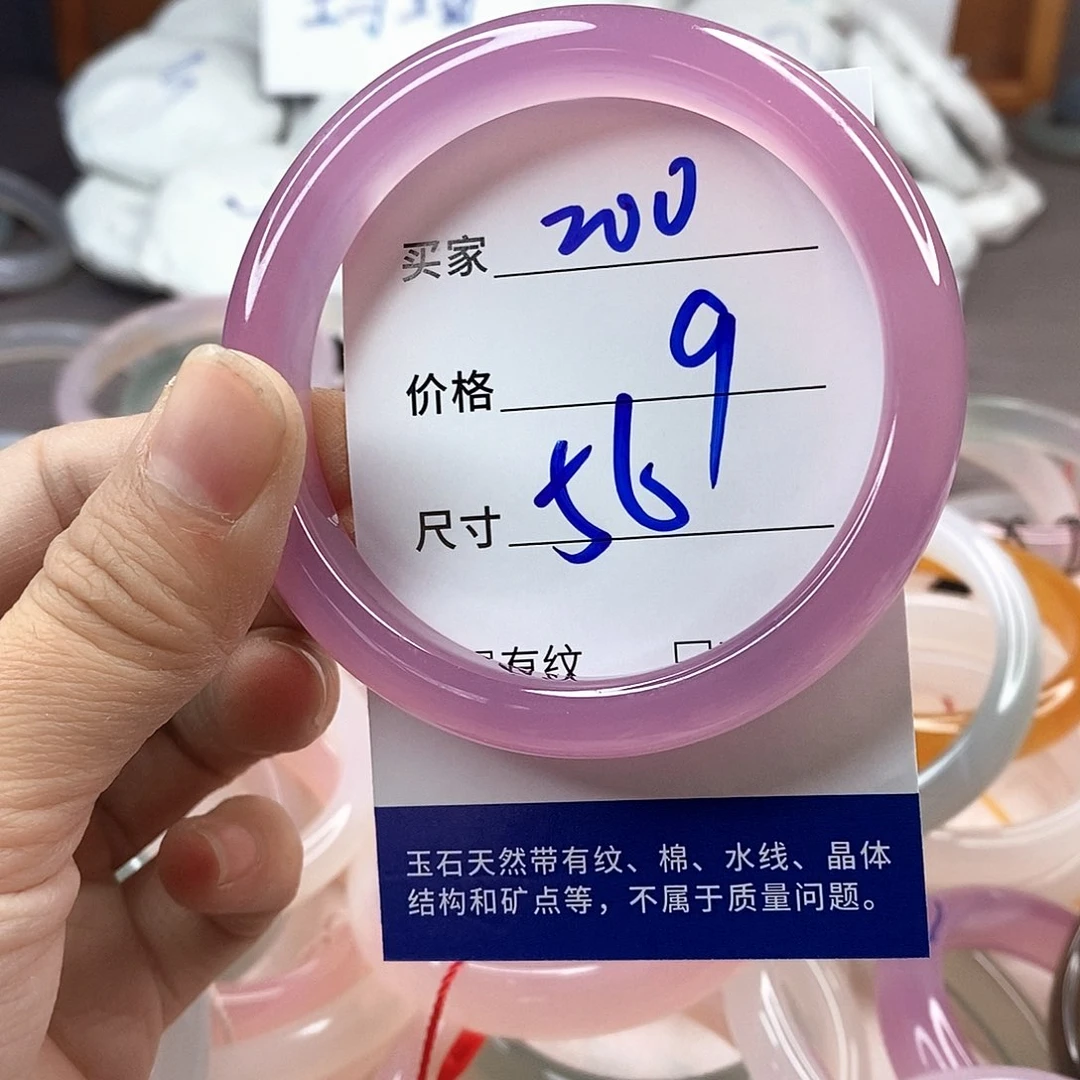 买家 200
价格 9
尺寸 56
有纹
玉石天然带有纹、棉、水线、晶体
结构和矿点等，不属于质量问题。